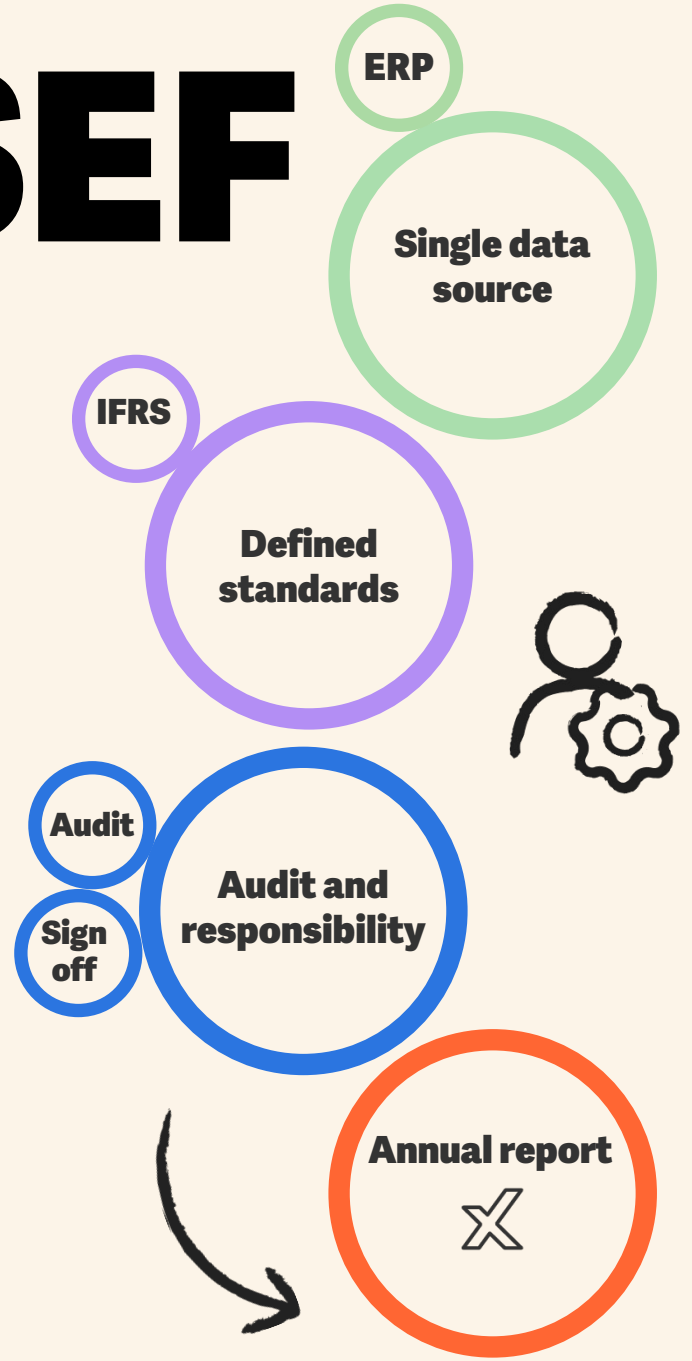 SEF
ERP
Single data
source
IFRS
Defined
standards
Audit
Audit and
responsibility
Sign
off
Annual report